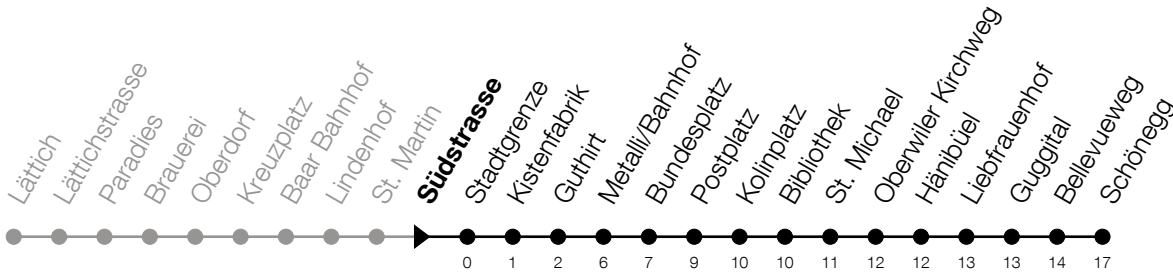 Lättich
Lättichstrasse
Paradies
Brauerei
Oberdorf
Kreuzplatz
Baar Bahnhof
Lindenhof
St. Martin
Südstrasse
Stadtgrenze
Kistenfabrik
Guthirt
Metalli/Bahnhof
Bundesplatz
Postplatz
Kolinplatz
Bibliothek
St. Michael
Oberwiler Kirchweg
Hänibüel
Liebfrauenhof
Guggital
Bellevueweg
Schönegg
0 1 2 6 7 9 10 10 11 12 12 13 13 14 17